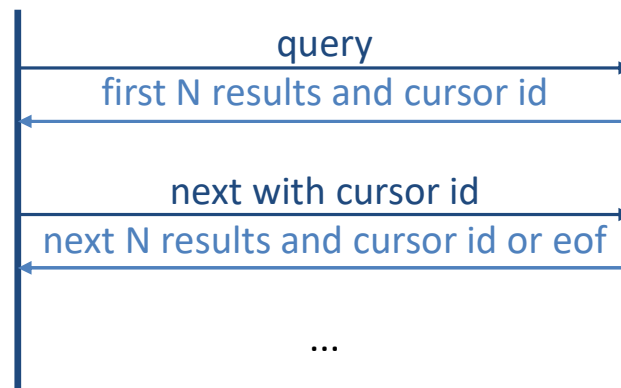 query
first N results and cursor id
next with cursor id
next N results and cursor id or eof
...